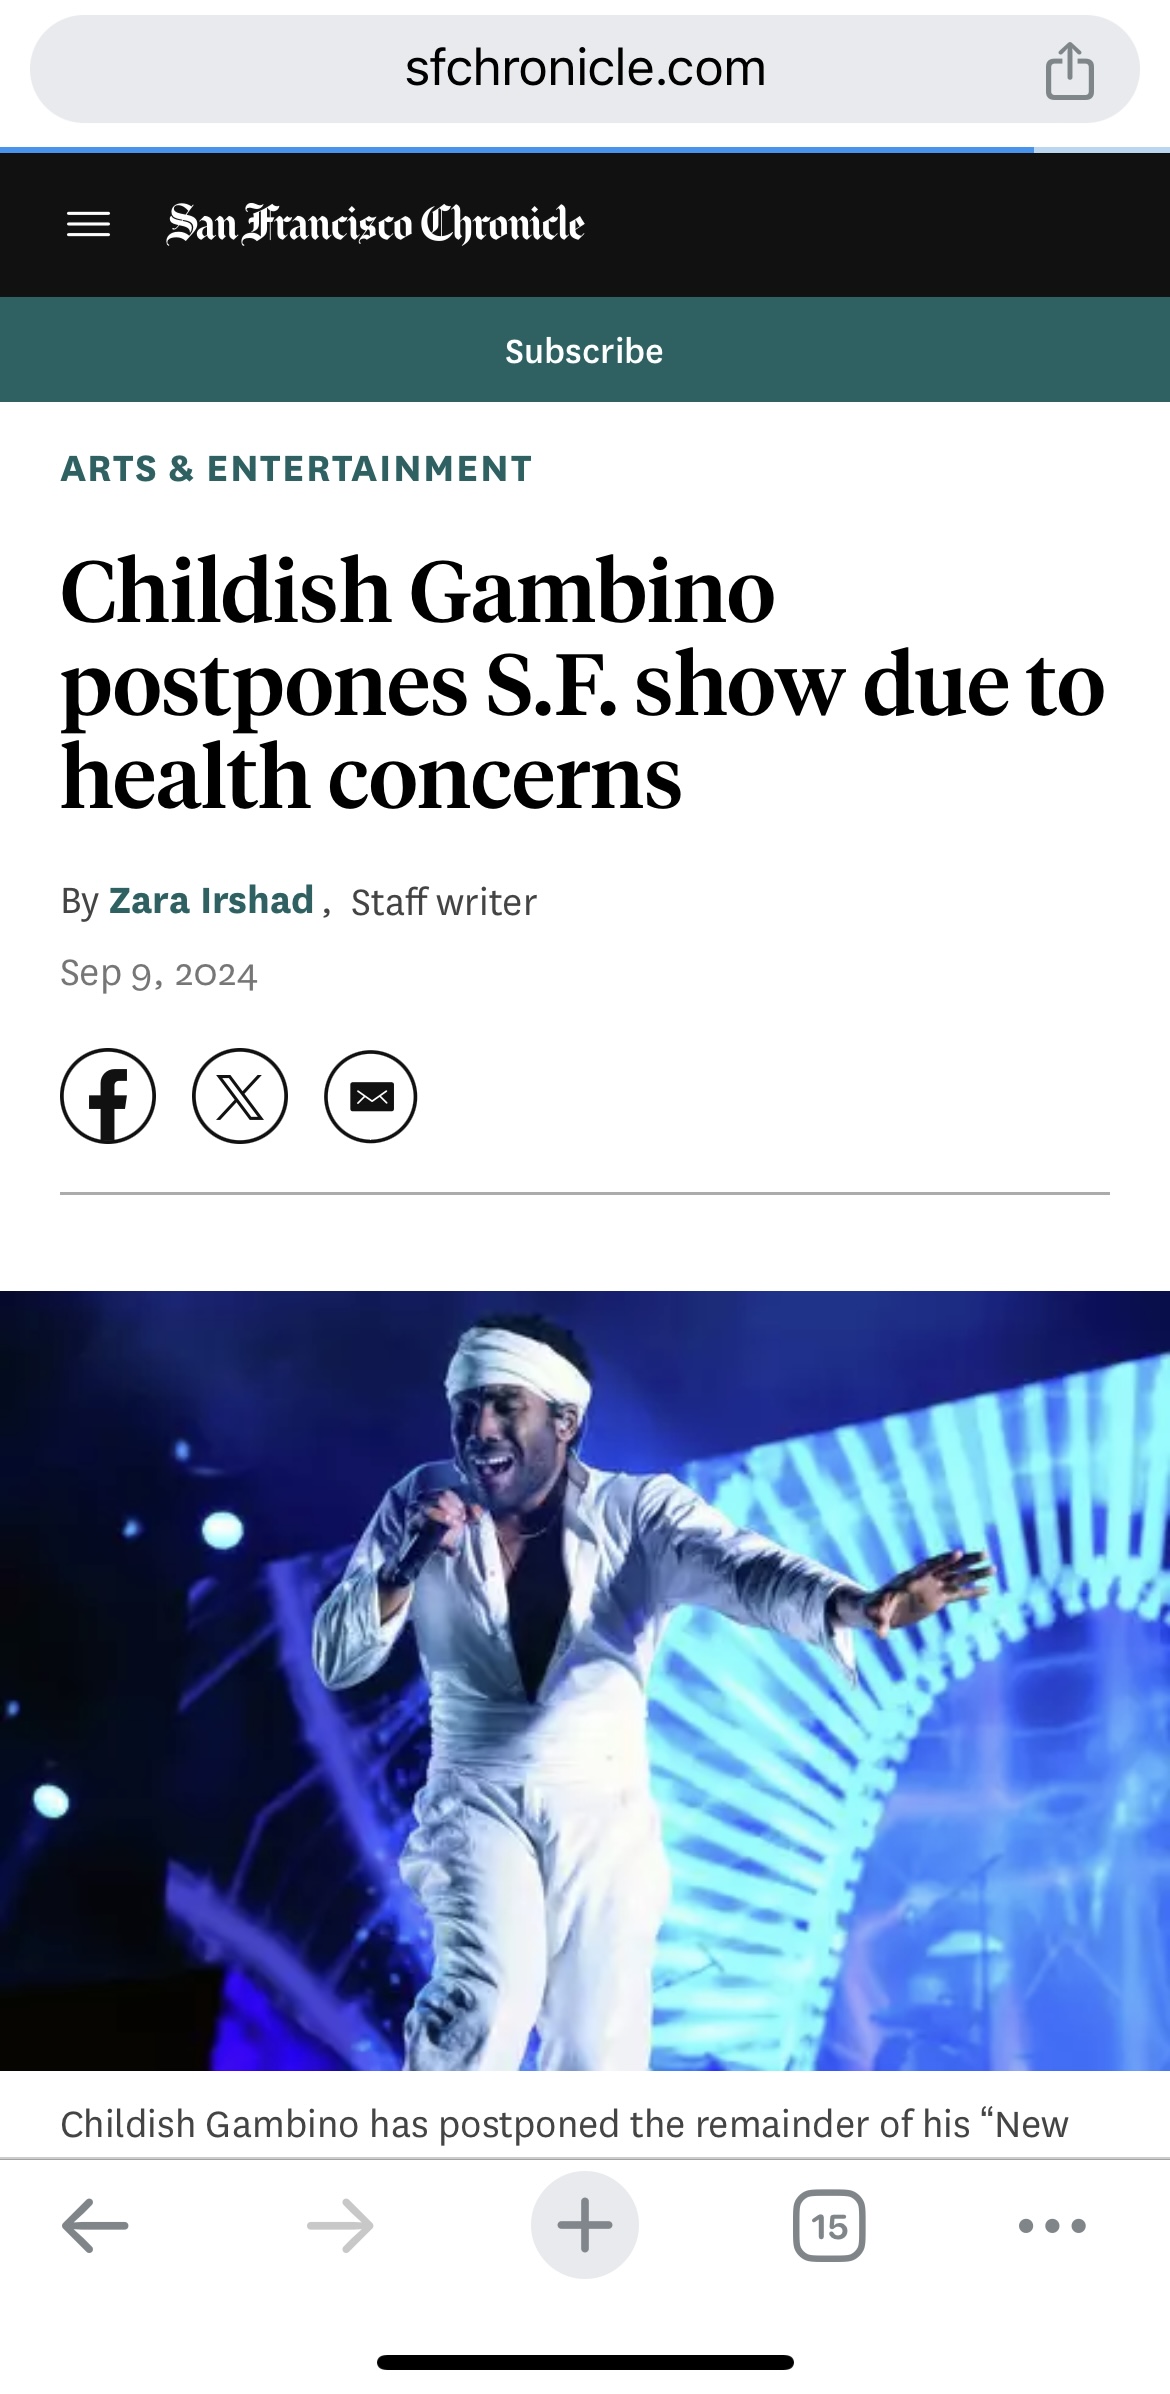 sfchronicle.com
San Francisco Chronicle
Subscribe
ARTS & ENTERTAINMENT
Childish Gambino
postpones S.F. show due to
health concerns
By Zara Irshad, Staff writer
Sep 9, 2024
Childish Gambino has postponed the remainder of his “New
15